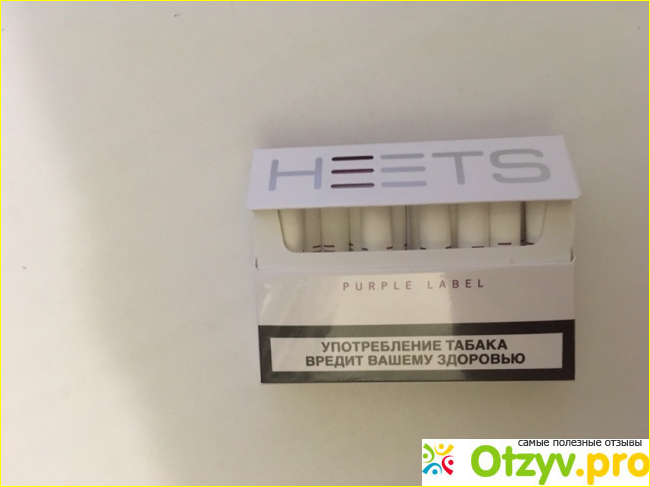 HEETS
PURPLE LABEL
УПОТРЕБЛЕНИЕ ТАБАКА
ВРЕДИТ ВАШЕМУ ЗДОРОВЬЮ
самые полезные отзывы
Otzyv.pro